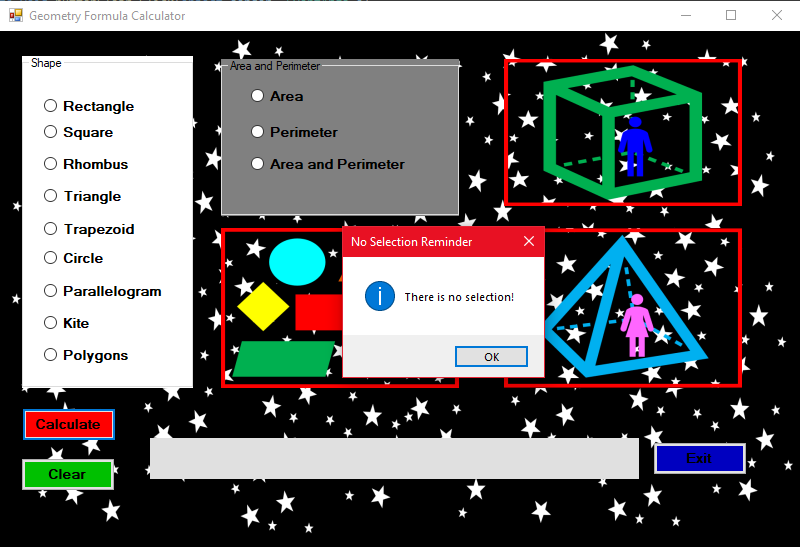 Geometry Formula Calculator
Shape
Rectangle
Square
Rhombus
Triangle
Trapezoid
Circle
Parallelogram
Kite
Polygons
Area and Perimeter
Area
Perimeter
Area and Perimeter
No Selection Reminder
There is no selection!
OK
Calculate
Clear
Exit